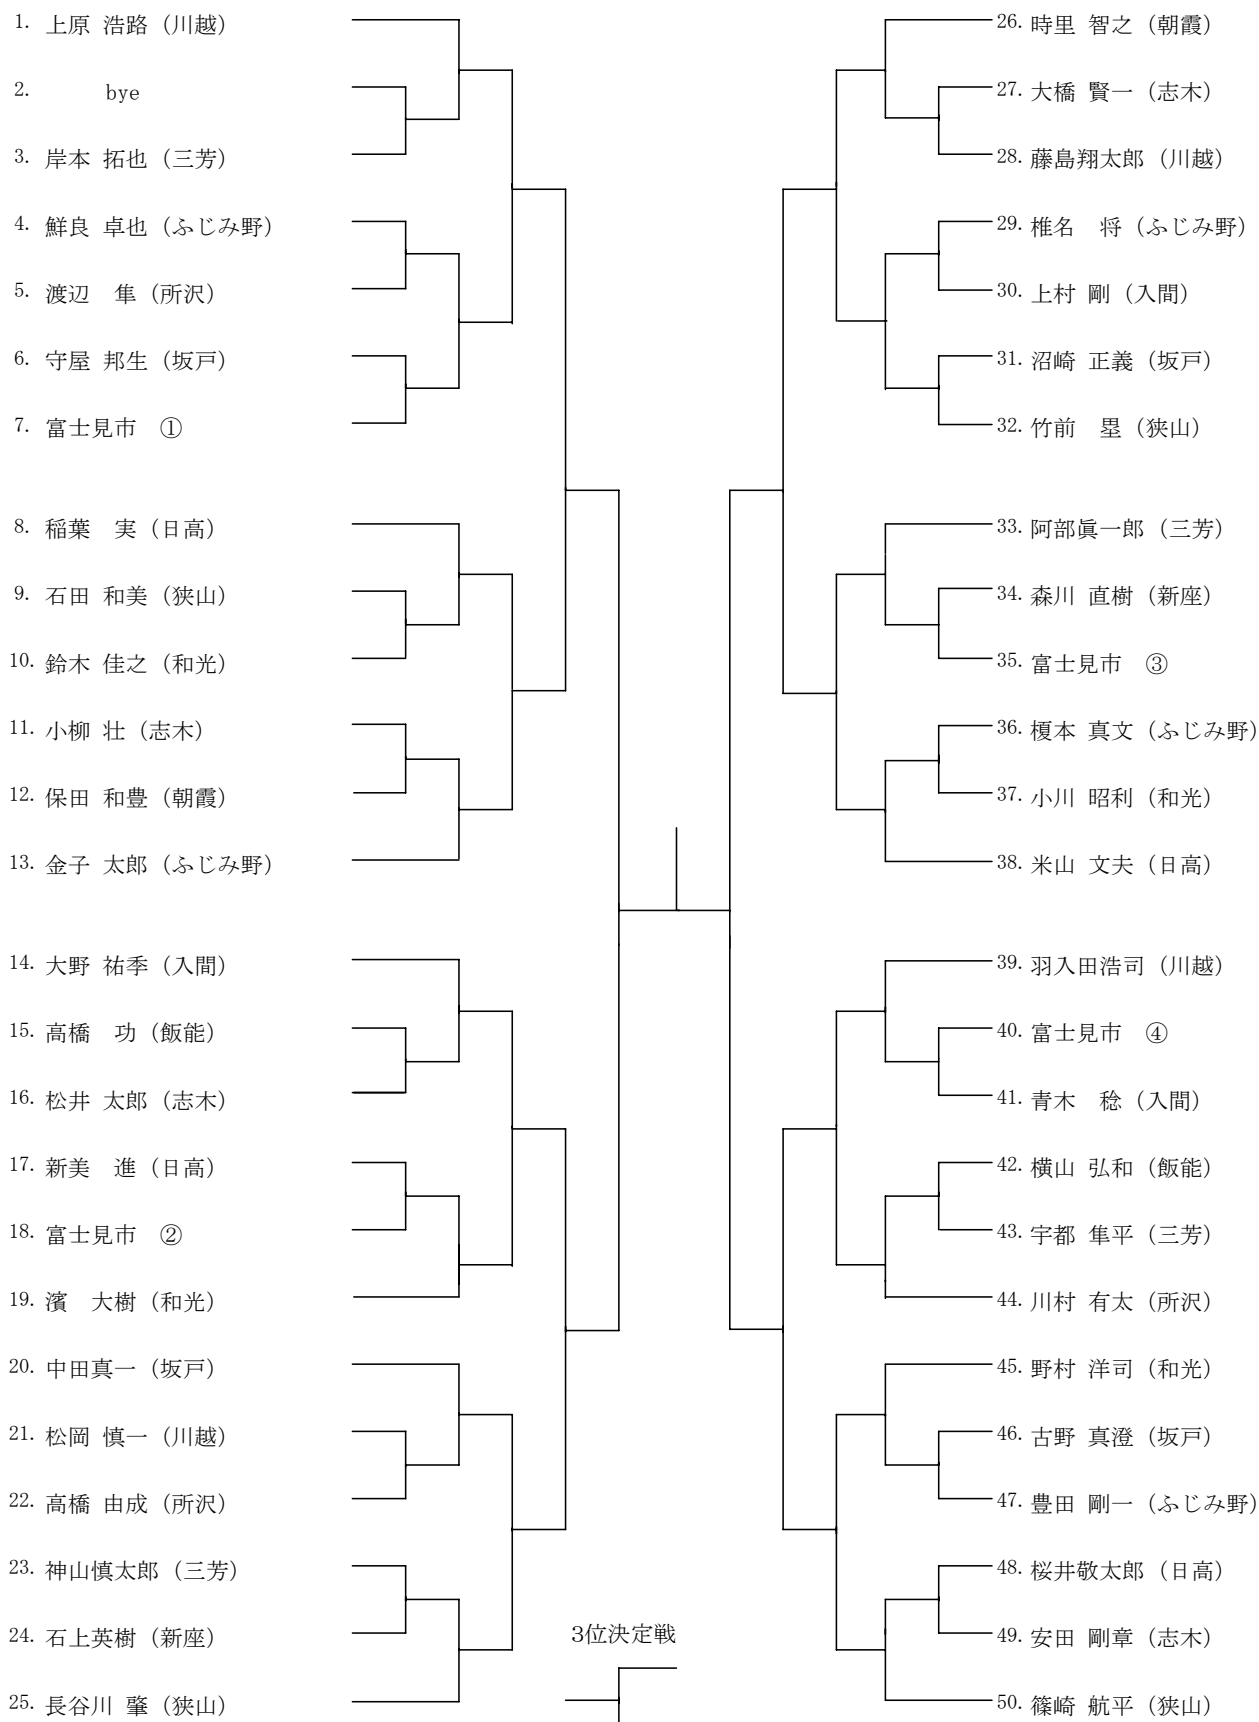 1. 上原 浩路（川越）
2. bye
3. 岸本 拓也（三芳）
4. 鮮良 卓也（ふじみ野）
5. 渡辺　隼（所沢）
6. 守屋 邦生（坂戸）
7. 富士見市　①
8. 稲葉　実（日高）
9. 石田 和美（狭山）
10. 鈴木 佳之（和光）
11. 小柳 壮（志木）
12. 保田 和豊（朝霞）
13. 金子 太郎（ふじみ野）
14. 大野 祐季（入間）
15. 高橋　功（飯能）
16. 松井 太郎（志木）
17. 新美　進（日高）
18. 富士見市　②
19. 濱　大樹（和光）
20. 中田真一（坂戸）
21. 松岡 慎一（川越）
22. 高橋 由成（所沢）
23. 神山慎太郎（三芳）
24. 石上英樹（新座）
25. 長谷川 肇（狭山）
3位決定戦
26. 時里 智之（朝霞）
27. 大橋 賢一（志木）
28. 藤島翔太郎（川越）
29. 椎名　将（ふじみ野）
30. 上村 剛（入間）
31. 沼崎 正義（坂戸）
32. 竹前　塁（狭山）
33. 阿部眞一郎（三芳）
34. 森川 直樹（新座）
35. 富士見市　③
36. 榎本 真文（ふじみ野）
37. 小川 昭利（和光）
38. 米山 文夫（日高）
39. 羽入田浩司（川越）
40. 富士見市　④
41. 青木　稔（入間）
42. 横山 弘和（飯能）
43. 宇都 隼平（三芳）
44. 川村 有太（所沢）
45. 野村 洋司（和光）
46. 古野 真澄（坂戸）
47. 豊田 剛一（ふじみ野）
48. 桜井敬太郎（日高）
49. 安田 剛章（志木）
50. 篠崎 航平（狭山）